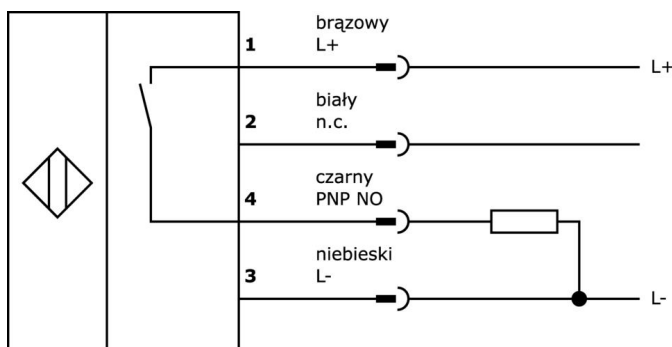 brązowy
1 L+
L+
biały
2 n.c.
czarny
4 PNP NO
niebieski
3 L-
L-